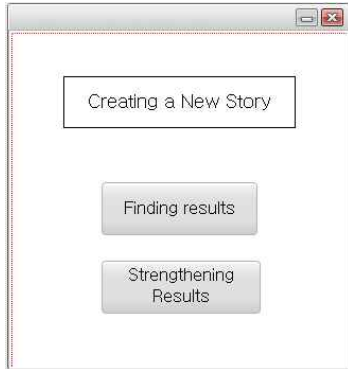 Creating a New Story
Finding results
Strengthening
Results